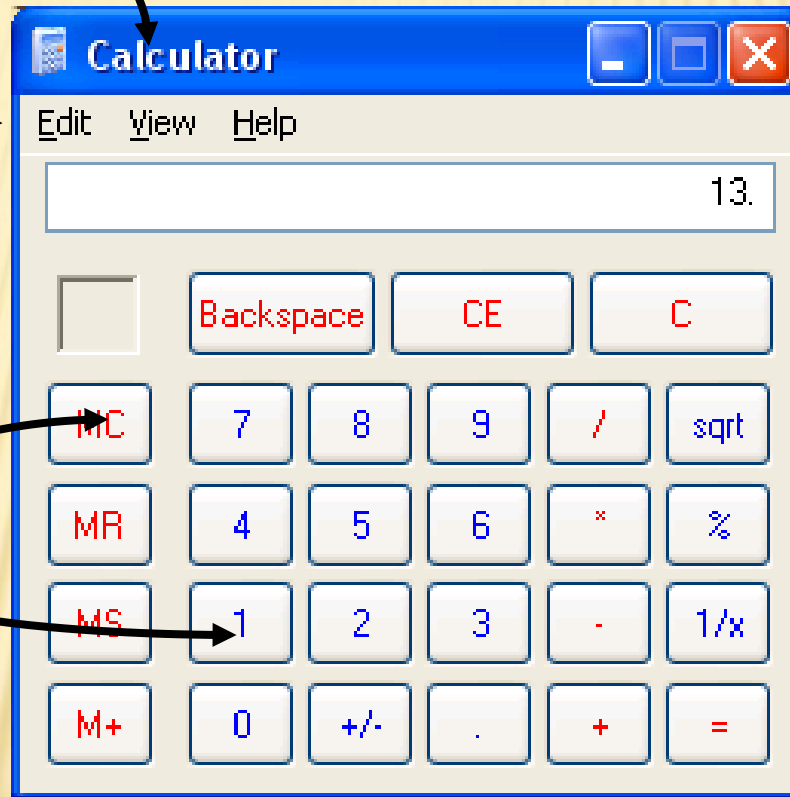 Calculator
Edit View Help
13.
Backspace CE C
MC 7 8 9 / sqrt
MR 4 5 6 * %
MS 1 2 3 - 1/x
M+ 0 +/- . + =